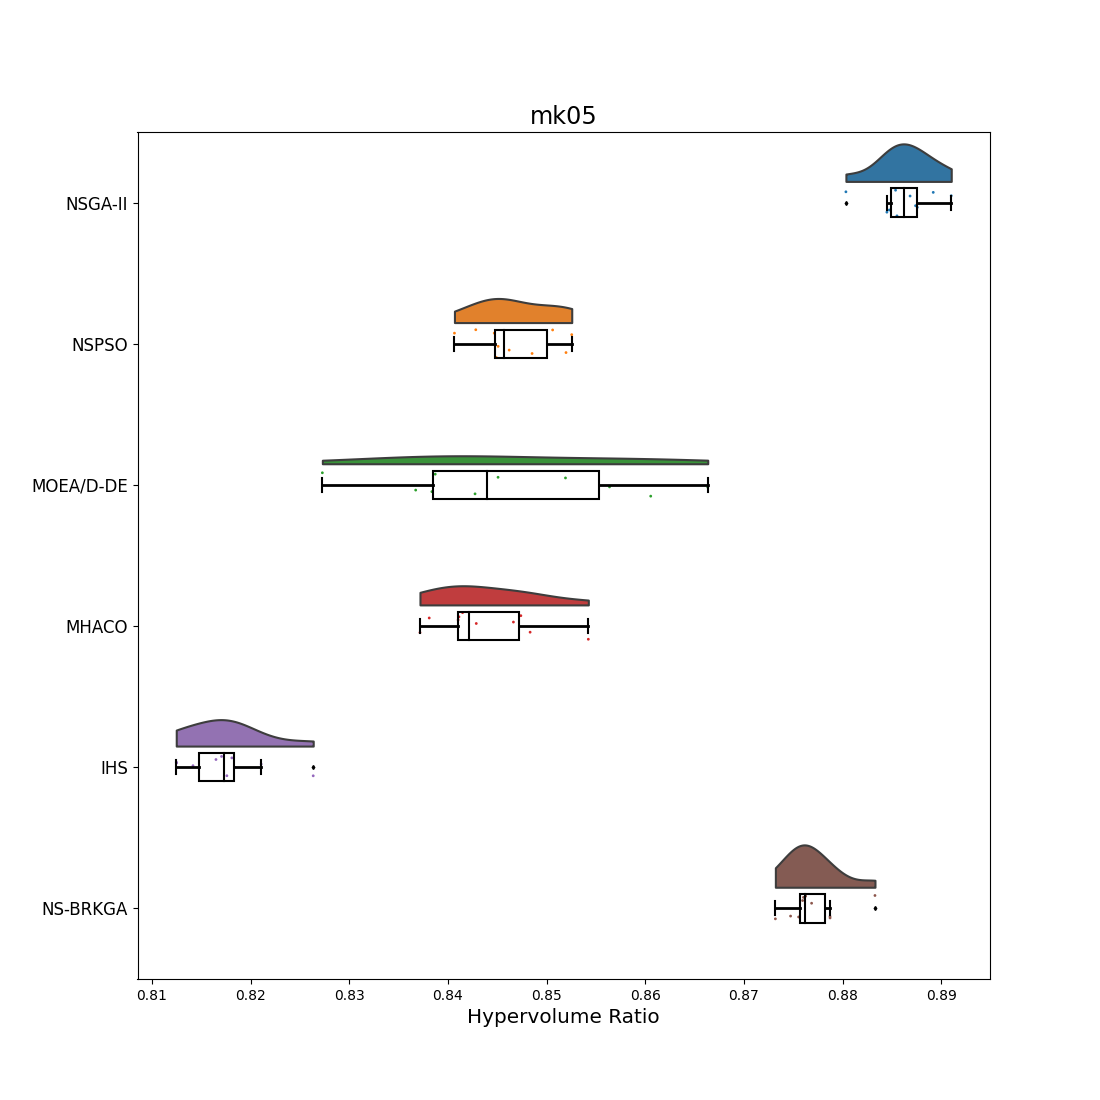 mk05
NSGA-II
NSPSO
MOEA/D-DE
MHACO
IHS
NS-BRKGA
0.81 0.82 0.83 0.84 0.85 0.86 0.87 0.88 0.89
Hypervolume Ratio